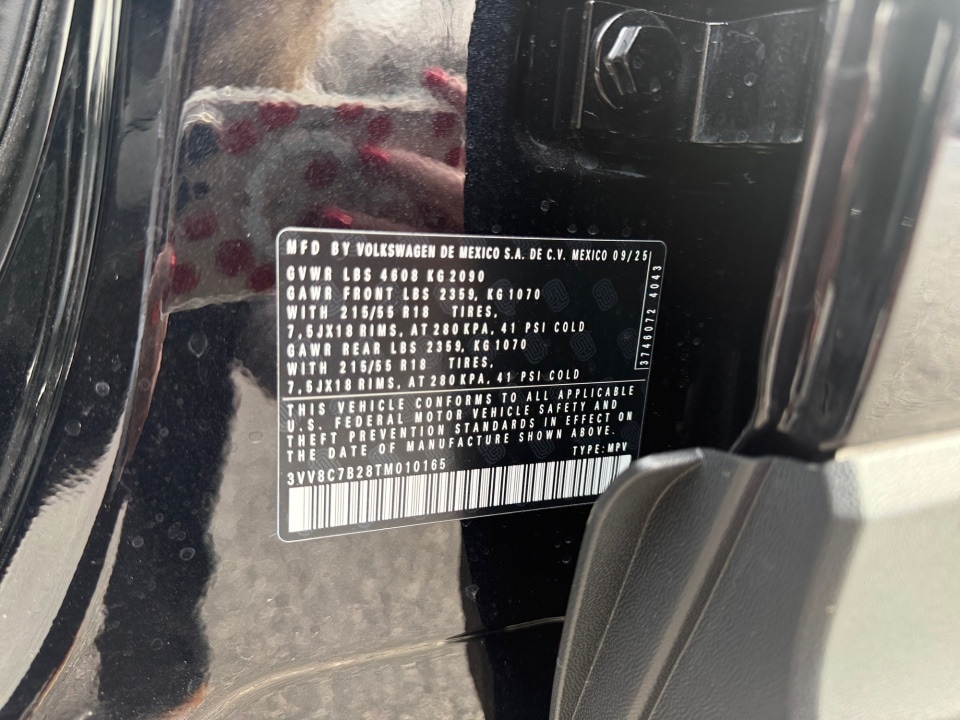 MFD BY VOLKSWAGEN DE MEXICO S.A. DE C.V. MEXICO 09/25
GVWR LBS 4608 KG 2090
GAWR FRONT LBS 2359, KG 1070
WITH 215/55 R18 TIRES,
7,5JX18 RIMS, AT 280 KPA, 41 PSI COLD
GAWR REAR LBS 2359, KG 1070
WITH 215/55 R18 TIRES,
7,5JX18 RIMS, AT 280 KPA, 41 PSI COLD
3746072 4043
THIS VEHICLE CONFORMS TO ALL APPLICABLE
U.S. FEDERAL MOTOR VEHICLE SAFETY AND
THEFT PREVENTION STANDARDS IN EFFECT ON
THE DATE OF MANUFACTURE SHOWN ABOVE.
TYPE: MPV
3VV8C7B28TM010165